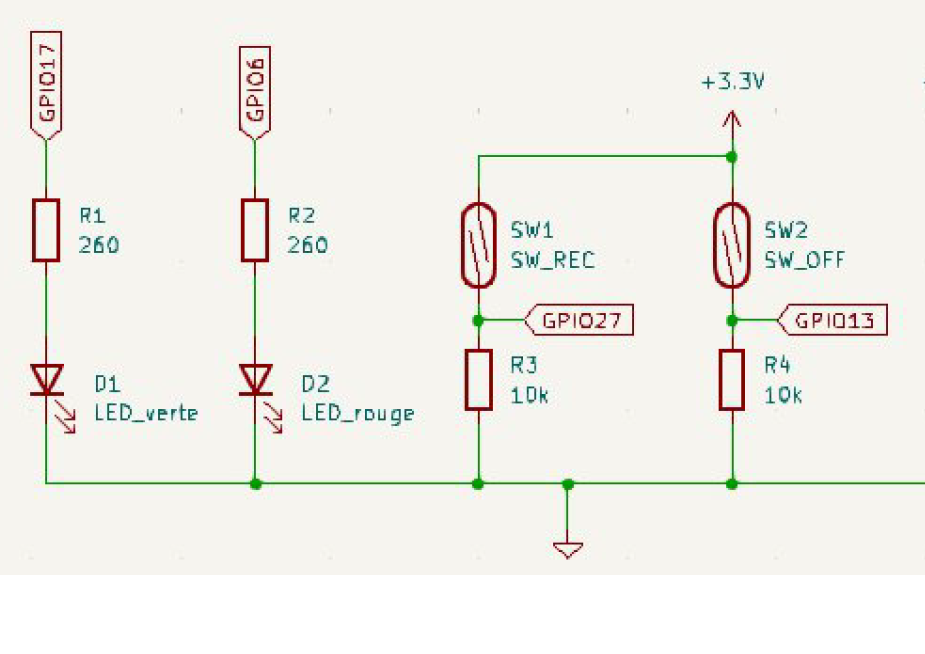 GPIO17
GPIO6
+3.3V
R1
260
R2
260
SW1
SW_REC
SW2
SW_OFF
GPIO27
GPIO13
R3
10k
R4
10k
D1
LED_verte
D2
LED_rouge